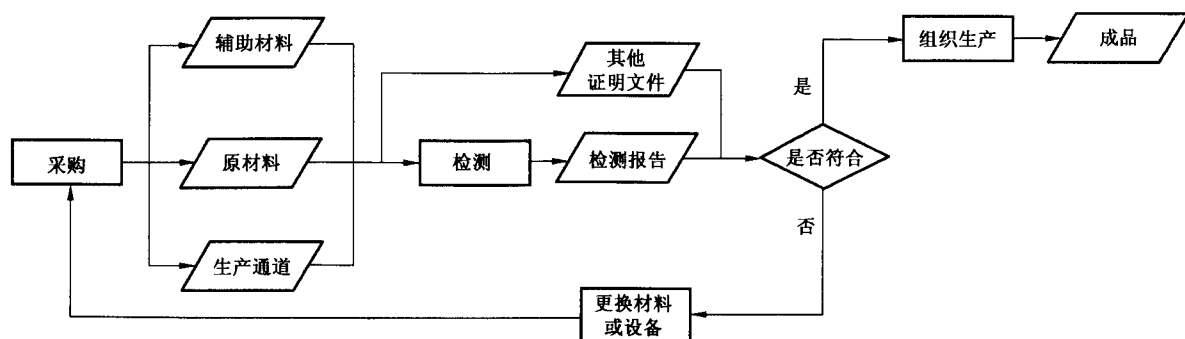 辅助材料
其他
证明文件
组织生产
成品
是
采购
原材料
检测
检测报告
是否符合
否
生产通道
更换材料
或设备